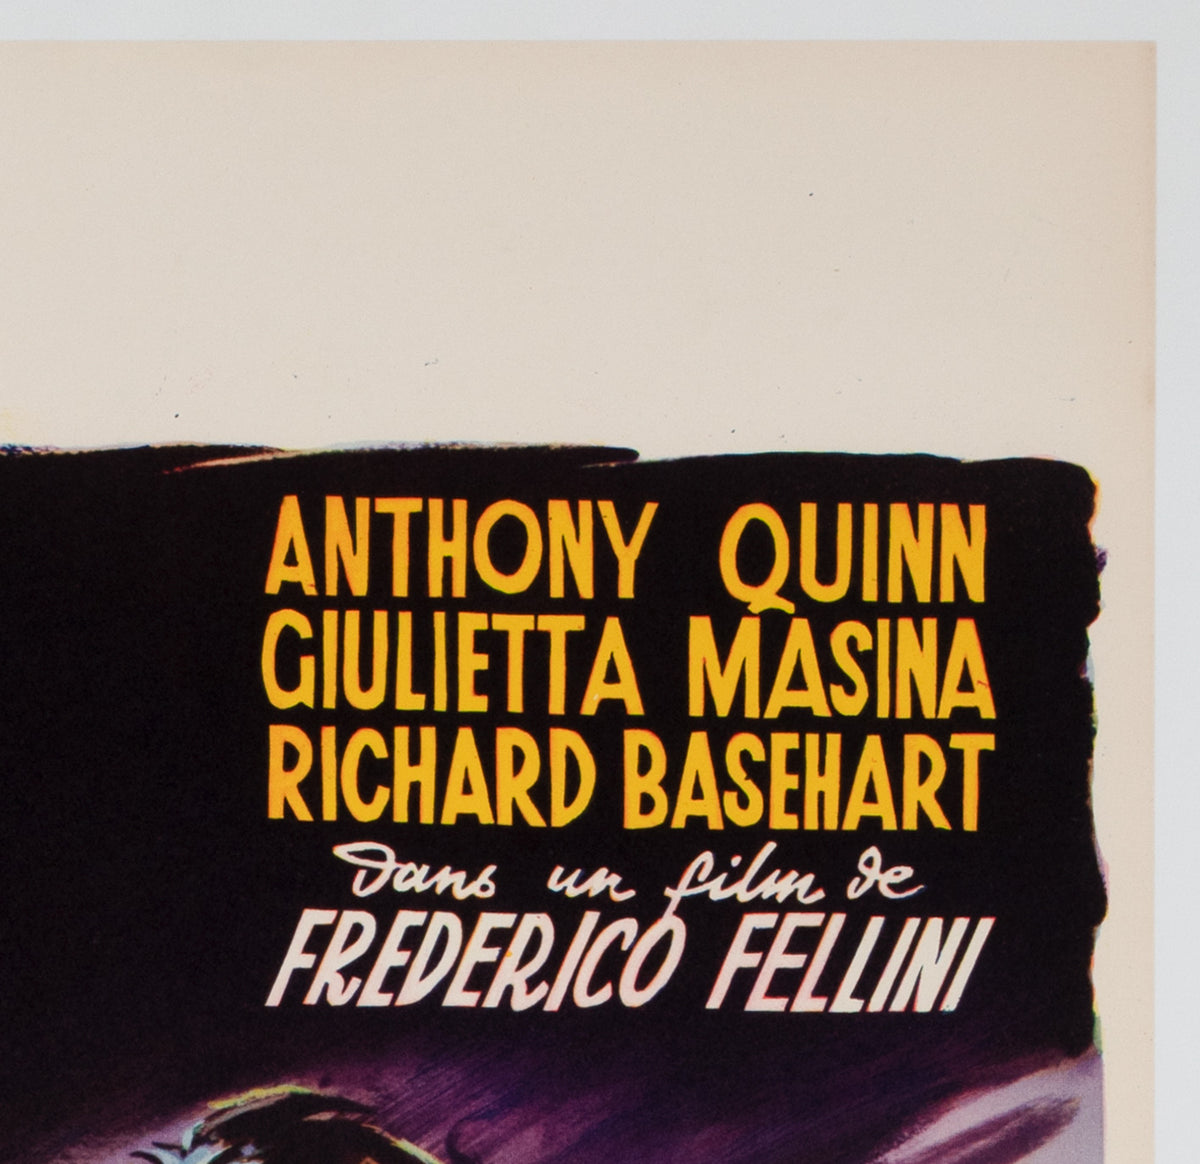 ANTHONY QUINN
GIULIETTA MASINA
RICHARD BASEHART
dans un film de
FREDERICO FELLINI